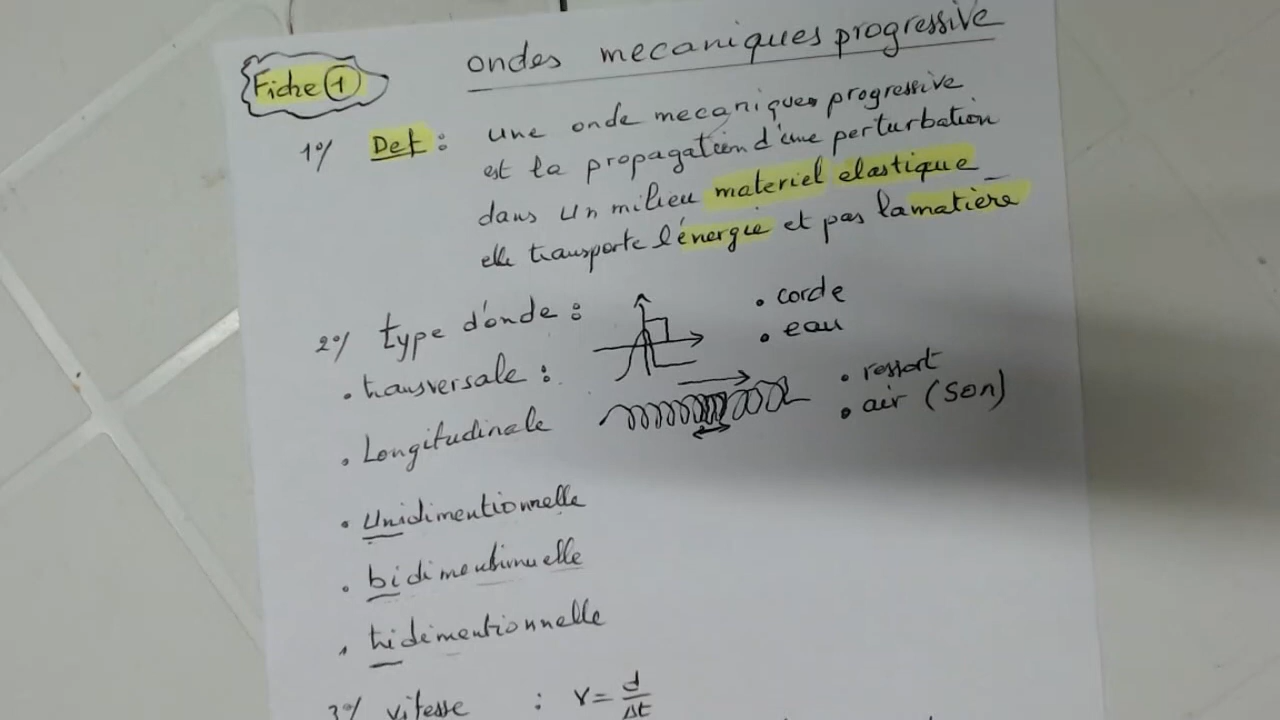 Fiche 1
ondes mecaniques progressive
1°/ Def : une onde mecaniques progressive
est la propagation d'une perturbation
dans un milieu materiel elastique
elle transporte l'énergie et pas la matière
2°/ type d'onde :
• transversale :
• corde
• eau
• Longitudinale
• ressort
• air (son)
• Unidimentionnelle
• bidimentionnelle
• tidimentionnelle
3°/ vitesse : v = d/Δt